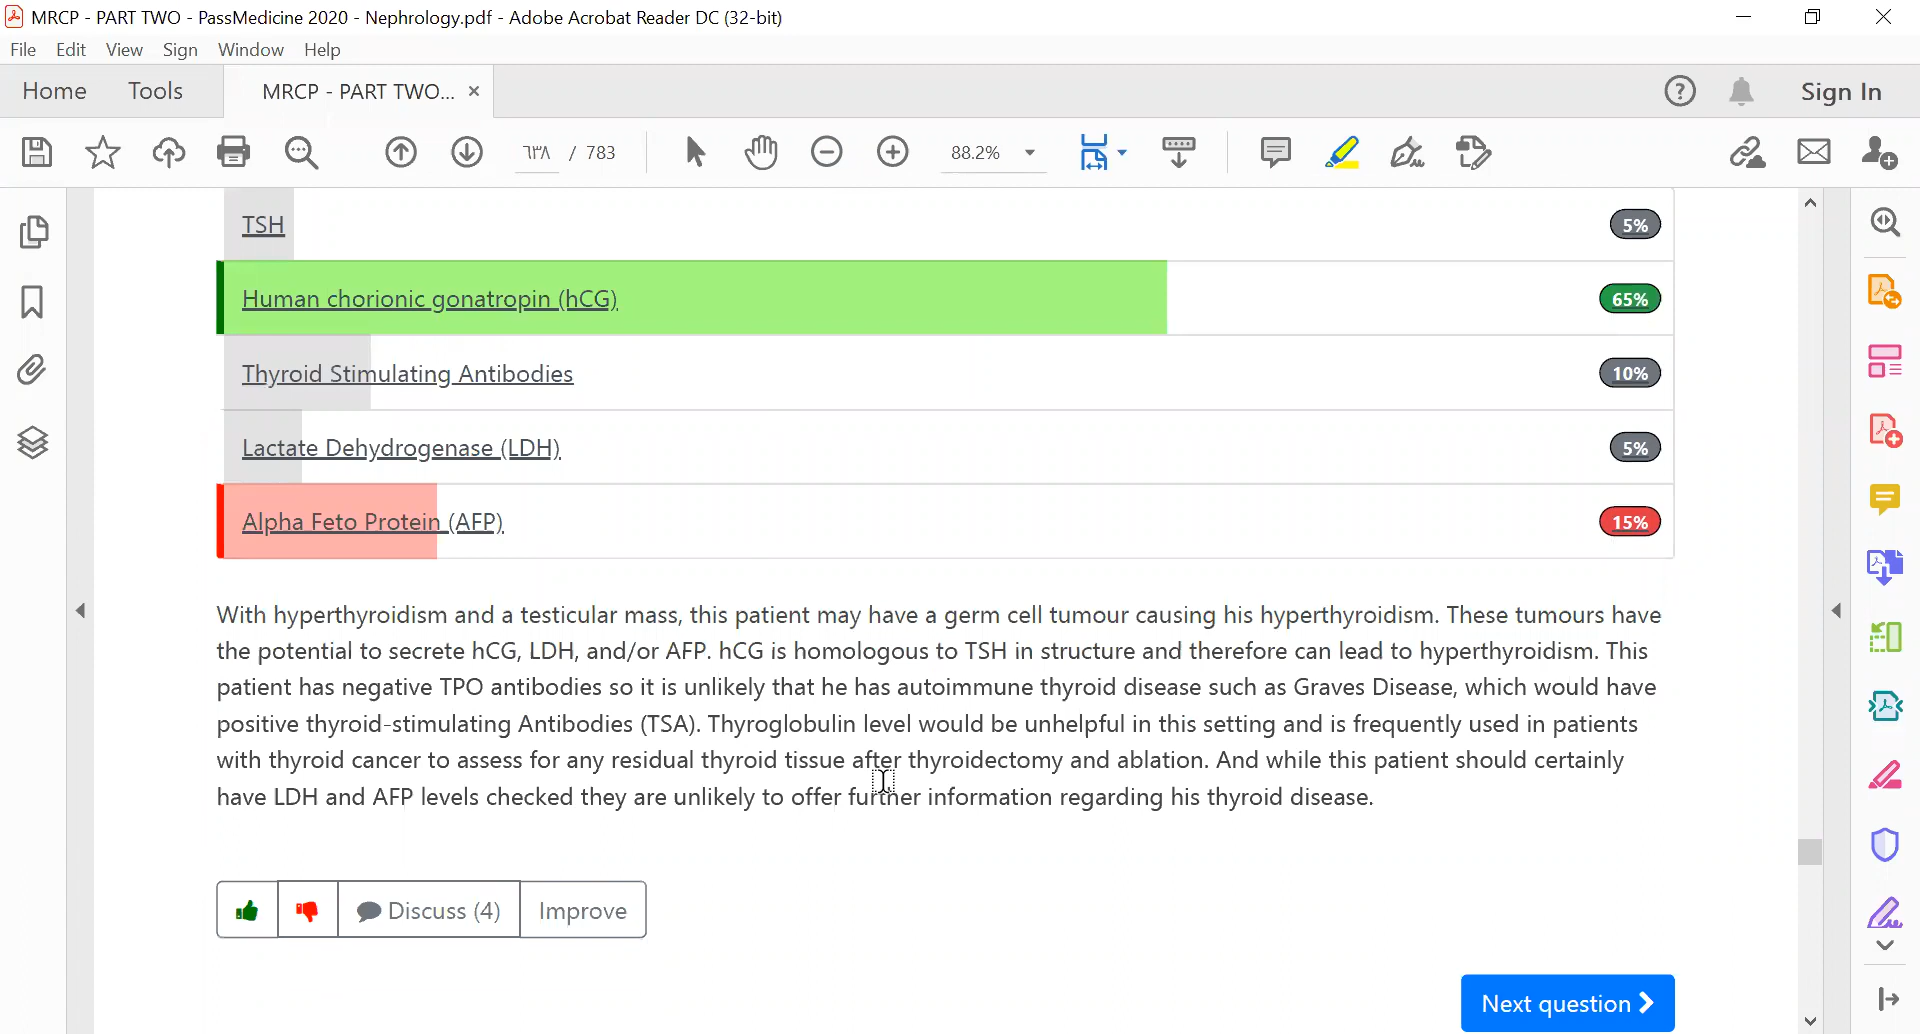 MRCP - PART TWO - PassMedicine 2020 - Nephrology.pdf - Adobe Acrobat Reader DC (32-bit)
File Edit View Sign Window Help
Home Tools MRCP - PART TWO... × Sign In
٦٣٨ / 783 88.2%
TSH 5%
Human chorionic gonatropin (hCG) 65%
Thyroid Stimulating Antibodies 10%
Lactate Dehydrogenase (LDH) 5%
Alpha Feto Protein (AFP) 15%
With hyperthyroidism and a testicular mass, this patient may have a germ cell tumour causing his hyperthyroidism. These tumours have
the potential to secrete hCG, LDH, and/or AFP. hCG is homologous to TSH in structure and therefore can lead to hyperthyroidism. This
patient has negative TPO antibodies so it is unlikely that he has autoimmune thyroid disease such as Graves Disease, which would have
positive thyroid-stimulating Antibodies (TSA). Thyroglobulin level would be unhelpful in this setting and is frequently used in patients
with thyroid cancer to assess for any residual thyroid tissue after thyroidectomy and ablation. And while this patient should certainly
have LDH and AFP levels checked they are unlikely to offer further information regarding his thyroid disease.
Discuss (4) Improve
Next question